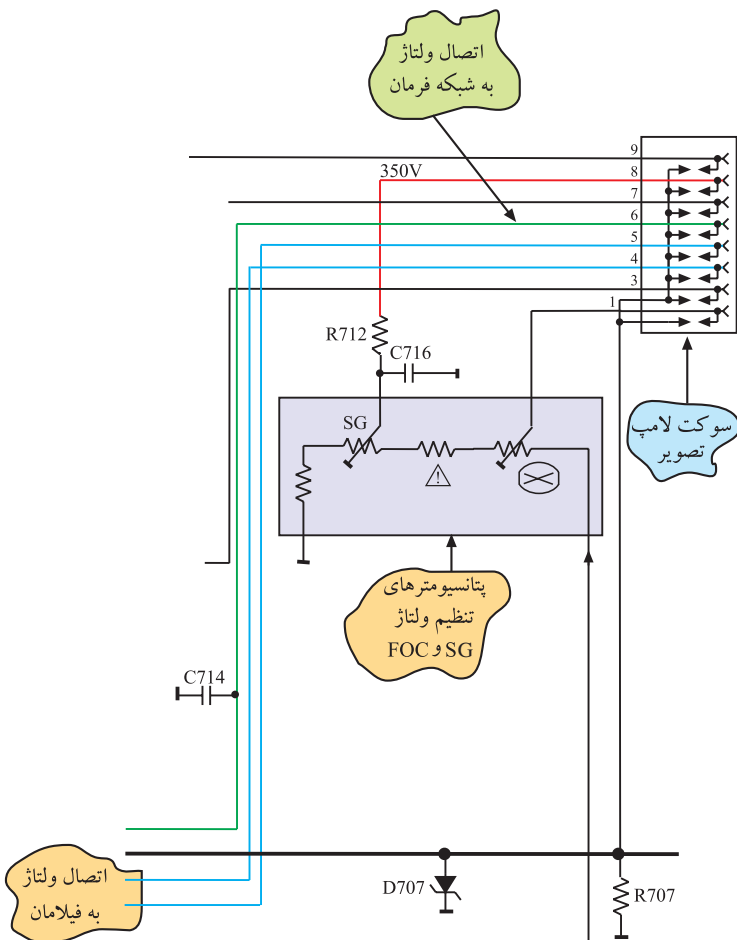 اتصال ولتاژ
به شبکه فرمان
9
350V
8
7
6
5
4
3
1
R712
C716
SG
سوکت لامپ
تصویر
پتانسیومترهای
تنظیم ولتاژ
SG و FOC
C714
اتصال ولتاژ
به فیلامان
D707
R707